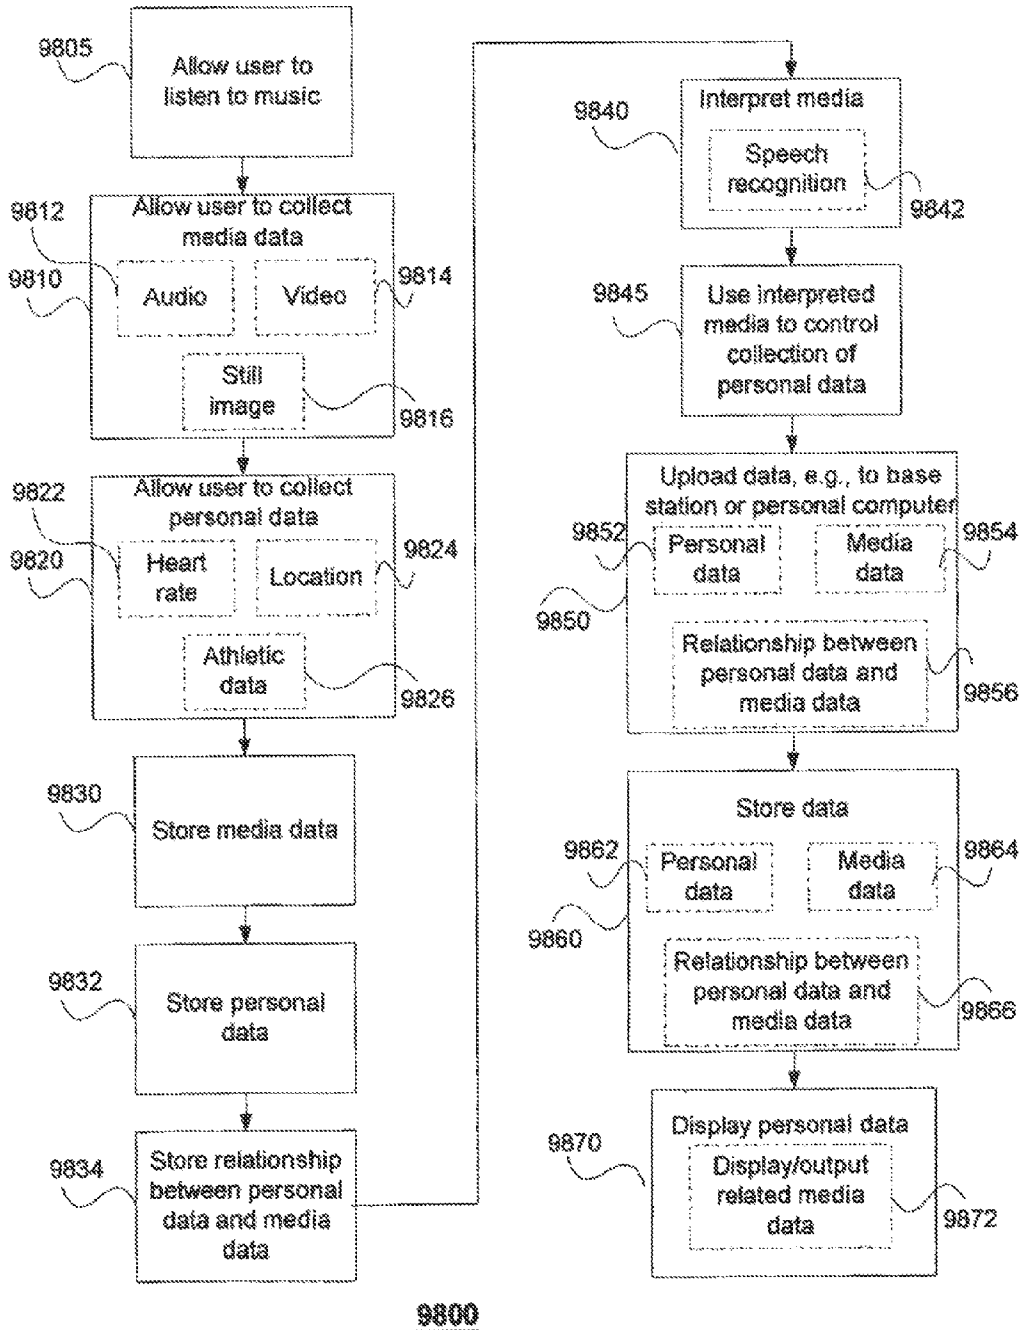 9805
Allow user to
listen to music
9812
9810
Allow user to collect
media data
Audio
Video
9814
Still
image
9816
9822
9820
Allow user to collect
personal data
Heart
rate
Location
9824
Athletic
data
9826
9830
Store media data
9832
Store personal
data
9834
Store relationship
between personal
data and media
data
9840
Interpret media
Speech
recognition
9842
9845
Use interpreted
media to control
collection of
personal data
Upload data, e.g., to base
station or personal computer
9852
Personal
data
Media
data
9854
9850
Relationship between
personal data and
media data
9856
Store data
9862
Personal
data
Media
data
9864
9860
Relationship between
personal data and
media data
9866
9870
Display personal data
Display/output
related media
data
9872
9800